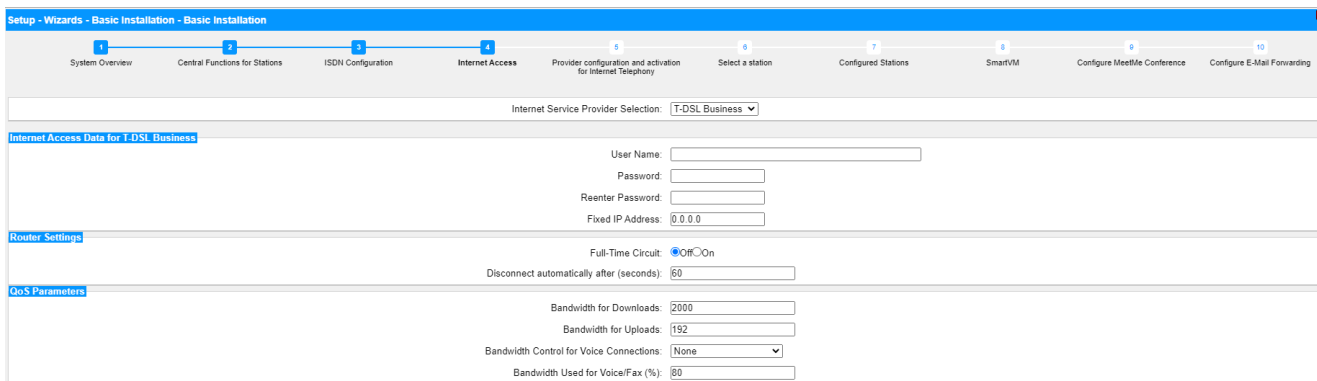 Setup - Wizards - Basic Installation - Basic Installation
1 2 3 4 5 6 7 8 9 10
System Overview Central Functions for Stations ISDN Configuration Internet Access Provider configuration and activation for Internet Telephony Select a station Configured Stations SmartVM Configure MeetMe Conference Configure E-Mail Forwarding
Internet Service Provider Selection: T-DSL Business
Internet Access Data for T-DSL Business
User Name:
Password:
Reenter Password:
Fixed IP Address: 0.0.0.0
Router Settings
Full-Time Circuit: Off On
Disconnect automatically after (seconds): 60
QoS Parameters
Bandwidth for Downloads: 2000
Bandwidth for Uploads: 192
Bandwidth Control for Voice Connections: None
Bandwidth Used for Voice/Fax (%): 80